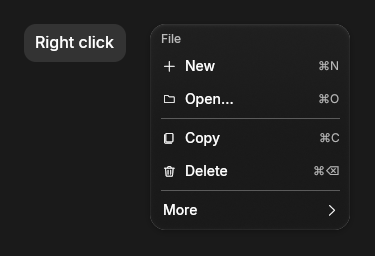 Right click
File
New ⌘N
Open... ⌘O
Copy ⌘C
Delete ⌘⌫
More